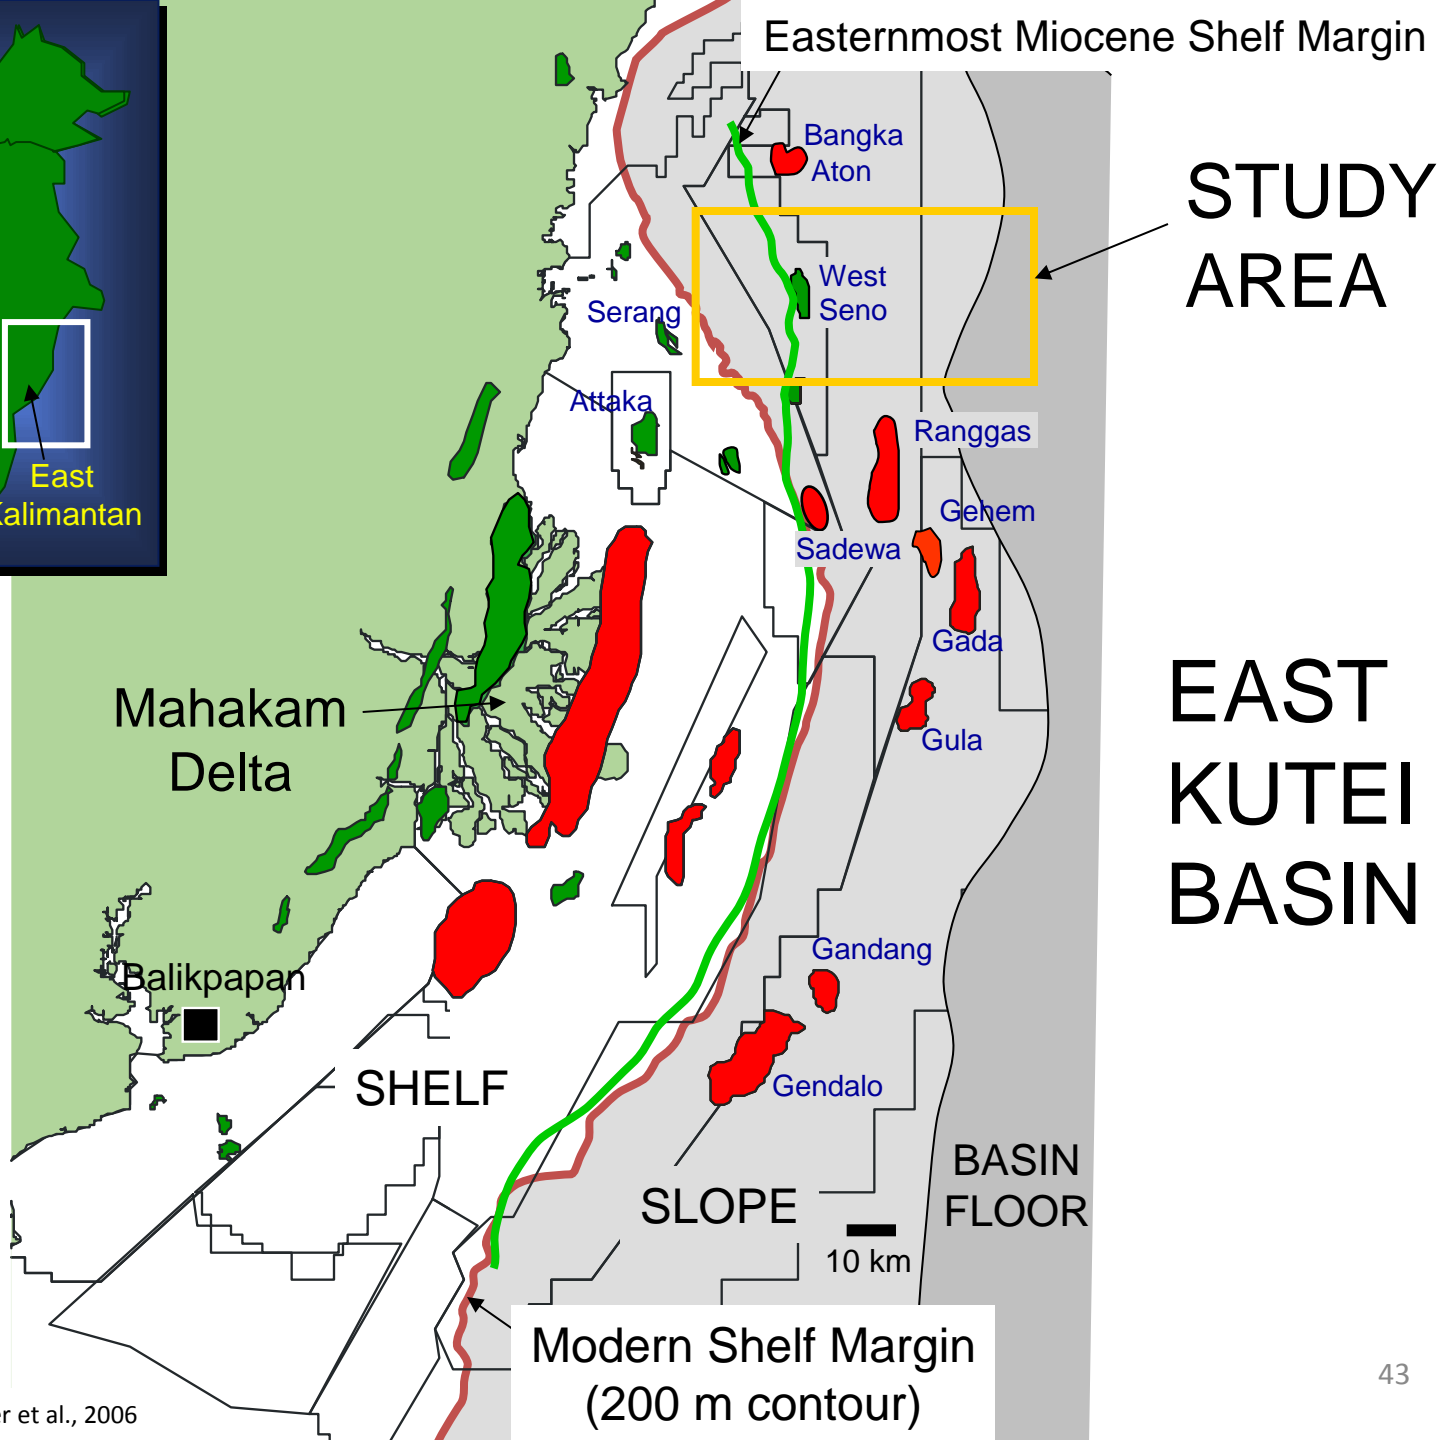 Easternmost Miocene Shelf Margin
Bangka
Aton
STUDY
AREA
West
Seno
Serang
Attaka
Ranggas
East
Kalimantan
Gehem
Sadewa
Gada
Mahakam
Delta
EAST
KUTEI
BASIN
Gula
Gandang
Balikpapan
SHELF
Gendalo
BASIN
FLOOR
SLOPE
10 km
Modern Shelf Margin
(200 m contour)
43
et al., 2006